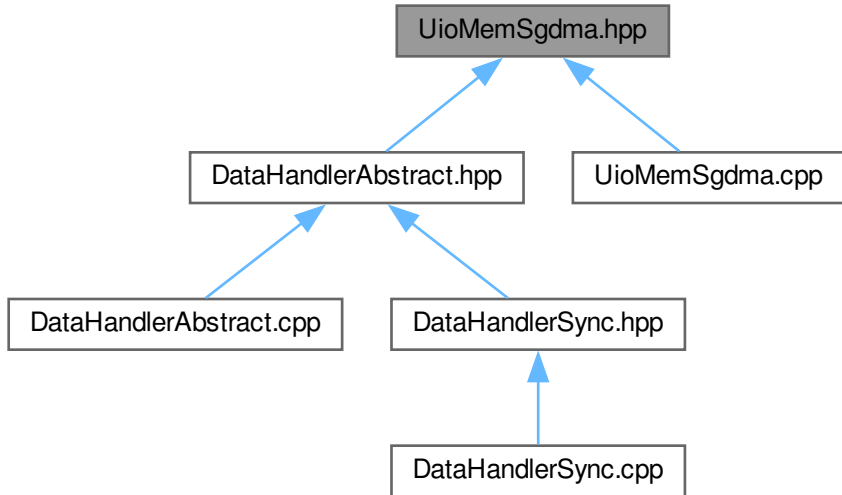 UioMemSgdma.hpp
DataHandlerAbstract.hpp
UioMemSgdma.cpp
DataHandlerAbstract.cpp
DataHandlerSync.hpp
DataHandlerSync.cpp